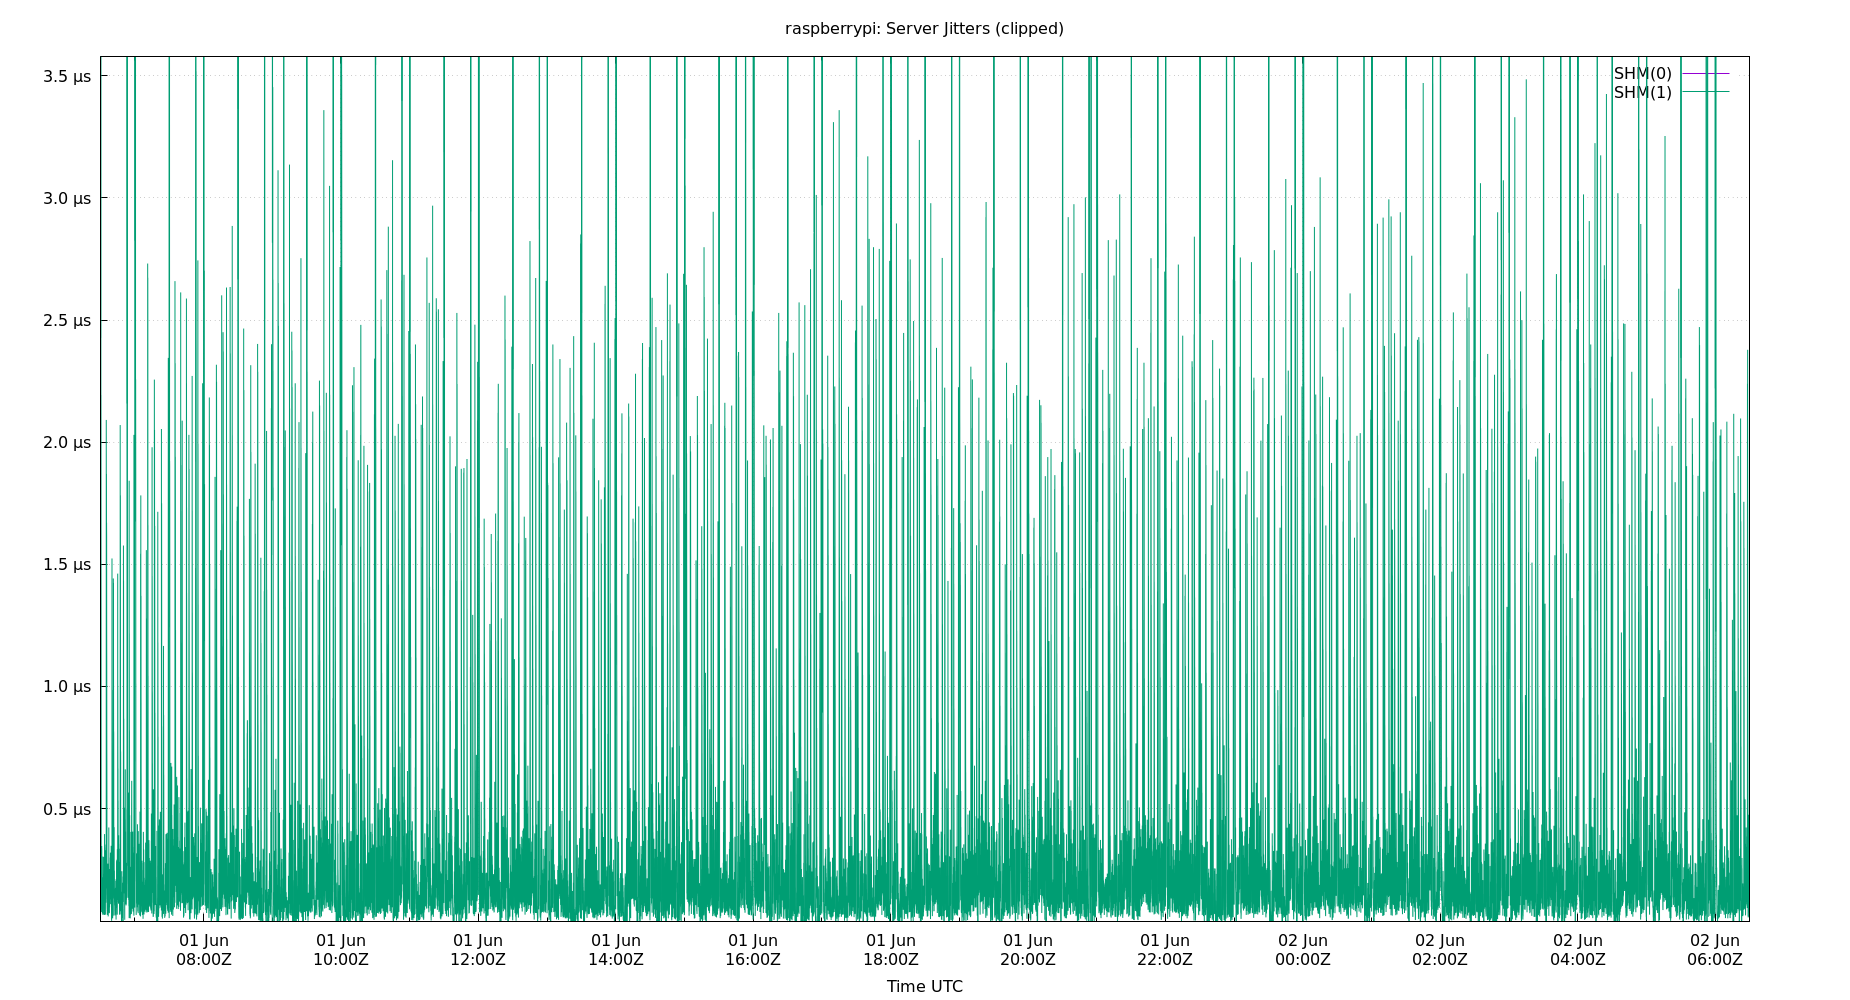 raspberrypi: Server Jitters (clipped)
3.5 µs
3.0 µs
2.5 µs
2.0 µs
1.5 µs
1.0 µs
0.5 µs
SHM(0)
SHM(1)
01 Jun 01 Jun 01 Jun 01 Jun 01 Jun 01 Jun 01 Jun 01 Jun 02 Jun 02 Jun 02 Jun 02 Jun
08:00Z 10:00Z 12:00Z 14:00Z 16:00Z 18:00Z 20:00Z 22:00Z 00:00Z 02:00Z 04:00Z 06:00Z
Time UTC